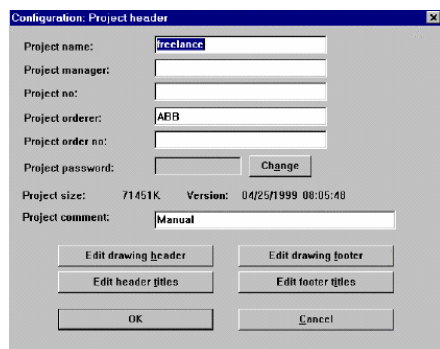 Configuration: Project header
Project name: freelance
Project manager:
Project no:
Project orderer: ABB
Project order no:
Project password: Change
Project size: 71451K Version: 04/25/1999 08:05:48
Project comment: Manual
Edit drawing header Edit drawing footer
Edit header titles Edit footer titles
OK Cancel